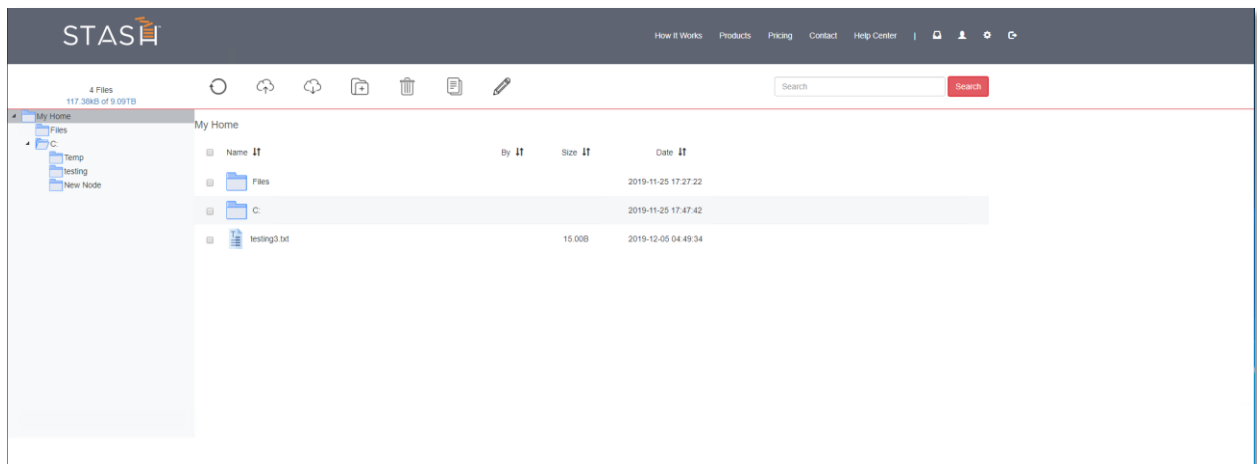 STASH
How It Works Products Pricing Contact Help Center |
4 Files
117.38kB of 9.09TB
Search Search
My Home
Files
C:
Temp
testing
New Node
My Home
Name By Size Date
Files 2019-11-25 17:27:22
C: 2019-11-25 17:47:42
testing3.txt 15.00B 2019-12-05 04:49:34